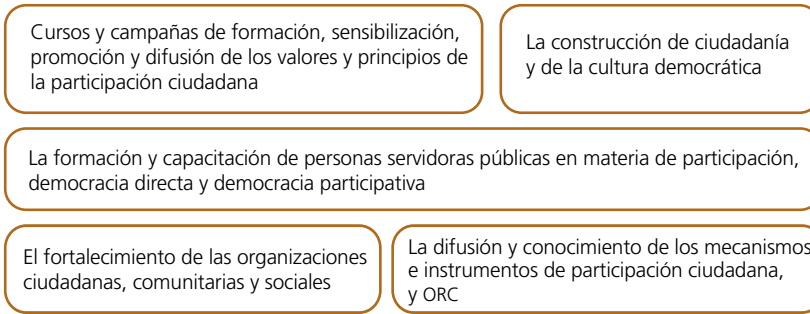 Cursos y campañas de formación, sensibilización,
promoción y difusión de los valores y principios de
la participación ciudadana
La construcción de ciudadanía
y de la cultura democrática
La formación y capacitación de personas servidoras públicas en materia de participación,
democracia directa y democracia participativa
El fortalecimiento de las organizaciones
ciudadanas, comunitarias y sociales
La difusión y conocimiento de los mecanismos
e instrumentos de participación ciudadana,
y ORC